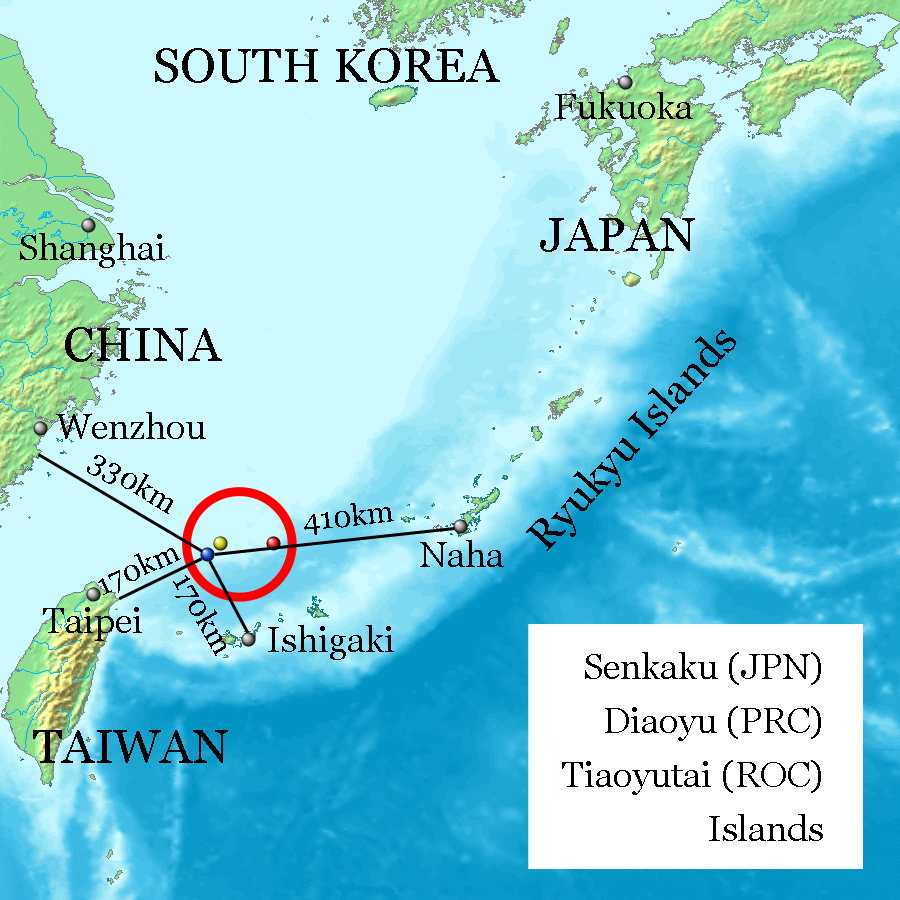 SOUTH KOREA
Fukuoka
JAPAN
Shanghai
CHINA
Ryukyu Islands
Wenzhou
330km
410km
Naha
170km
170km
Taipei
Ishigaki
TAIWAN
Senkaku (JPN)
Diaoyu (PRC)
Tiaoyutai (ROC)
Islands